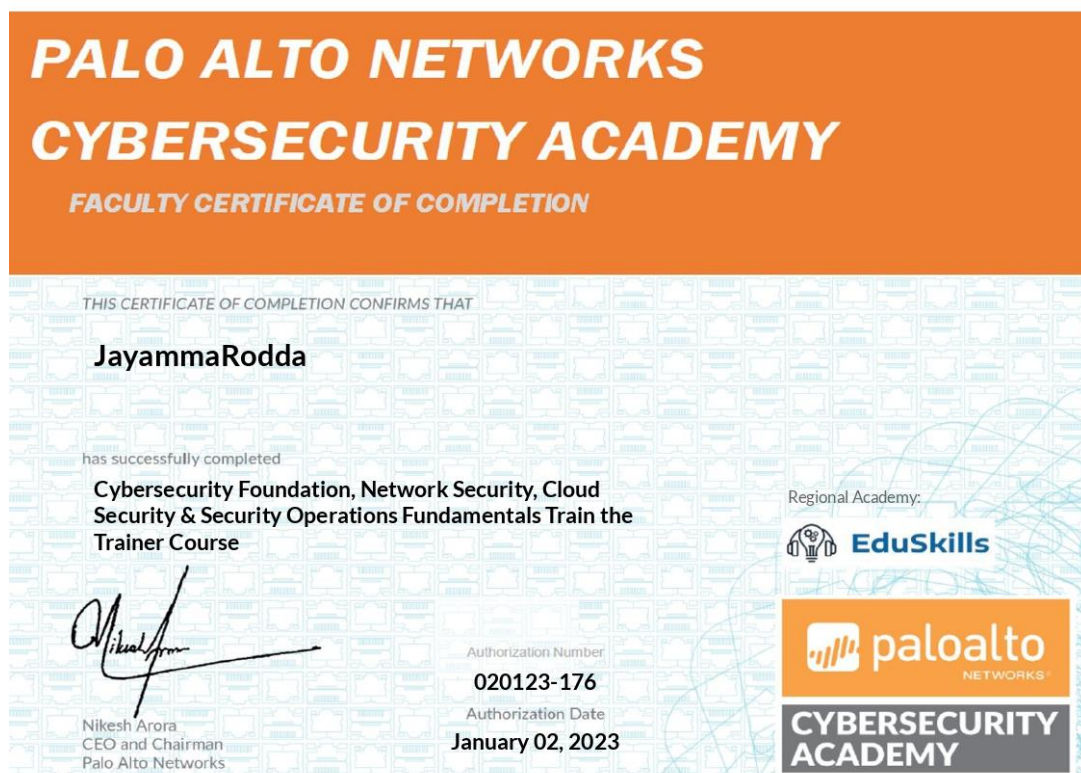 PALO ALTO NETWORKS
CYBERSECURITY ACADEMY
FACULTY CERTIFICATE OF COMPLETION
THIS CERTIFICATE OF COMPLETION CONFIRMS THAT
JayammaRodda
has successfully completed
Cybersecurity Foundation, Network Security, Cloud
Security & Security Operations Fundamentals Train the
Trainer Course
Regional Academy:
EduSkills
Nikesh Arora
Nikesh Arora
CEO and Chairman
Palo Alto Networks
Authorization Number
020123-176
Authorization Date
January 02, 2023
paloalto
NETWORKS®
CYBERSECURITY
ACADEMY